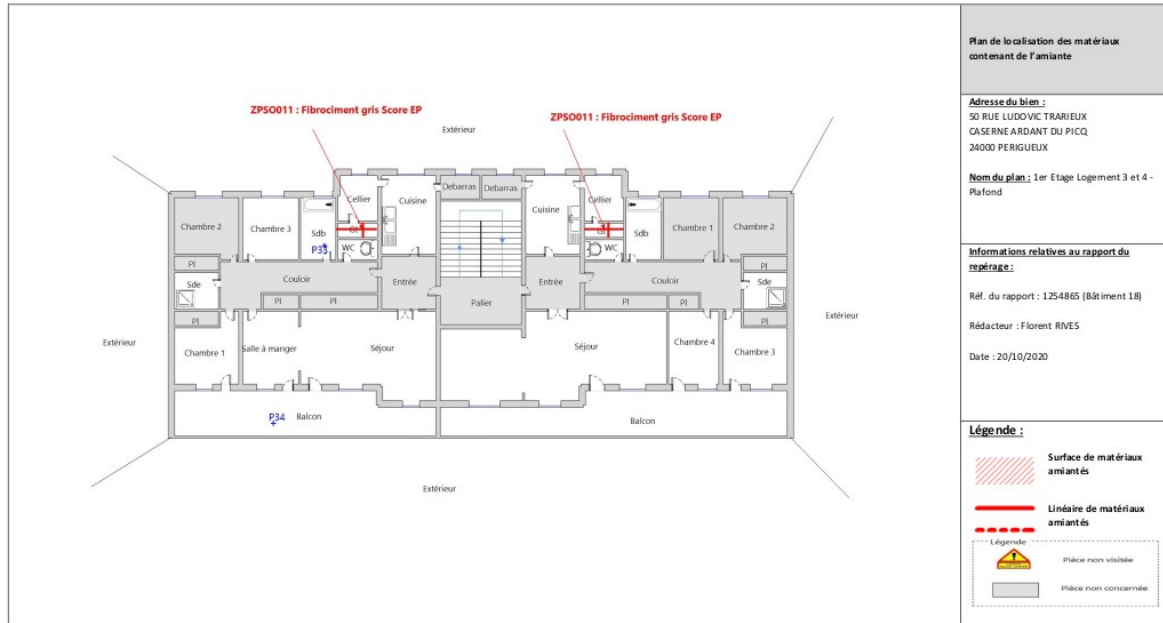 Plan de localisation des matériaux
contenant de l'amiante
Adresse du bien :
50 RUE LUDOVIC TRARIEUX
CASERNE ARDANT DU PICQ
24000 PERIGUEUX
Nom du plan : 1er Etage Logement 3 et 4 -
Plafond
Informations relatives au rapport du
repérage :
Réf. du rapport : 1254865 (Bâtiment 18)
Rédacteur : Florent RIVES
Date : 20/10/2020
Légende :
Surface de matériaux
amiantés
Linéaire de matériaux
amiantés
Légende
Pièce non visitée
Pièce non concernée
ZPSO011 : Fibrociment gris Score EP
ZPSO011 : Fibrociment gris Score EP
Extérieur
Debarras
Debarras
Cellier
Cuisine
Cuisine
Cellier
Chambre 2
Chambre 3
Sdb
P33
Gt
WC
Gt
WC
Sdb
Chambre 1
Chambre 2
Pl
Couloir
Entrée
Entrée
Couloir
Pl
Sde
Sde
Pl
Pl
Palier
Pl
Pl
Pl
Pl
Extérieur
Chambre 1
Salle à manger
Séjour
Séjour
Chambre 4
Chambre 3
Extérieur
P34
Balcon
Balcon
Extérieur